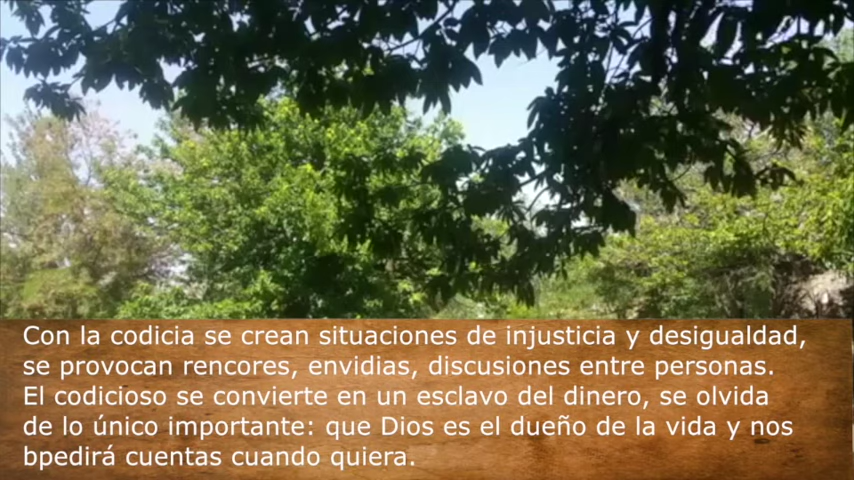 Con la codicia se crean situaciones de injusticia y desigualdad,
se provocan rencores, envidias, discusiones entre personas.
El codicioso se convierte en un esclavo del dinero, se olvida
de lo único importante: que Dios es el dueño de la vida y nos
bpedirá cuentas cuando quiera.